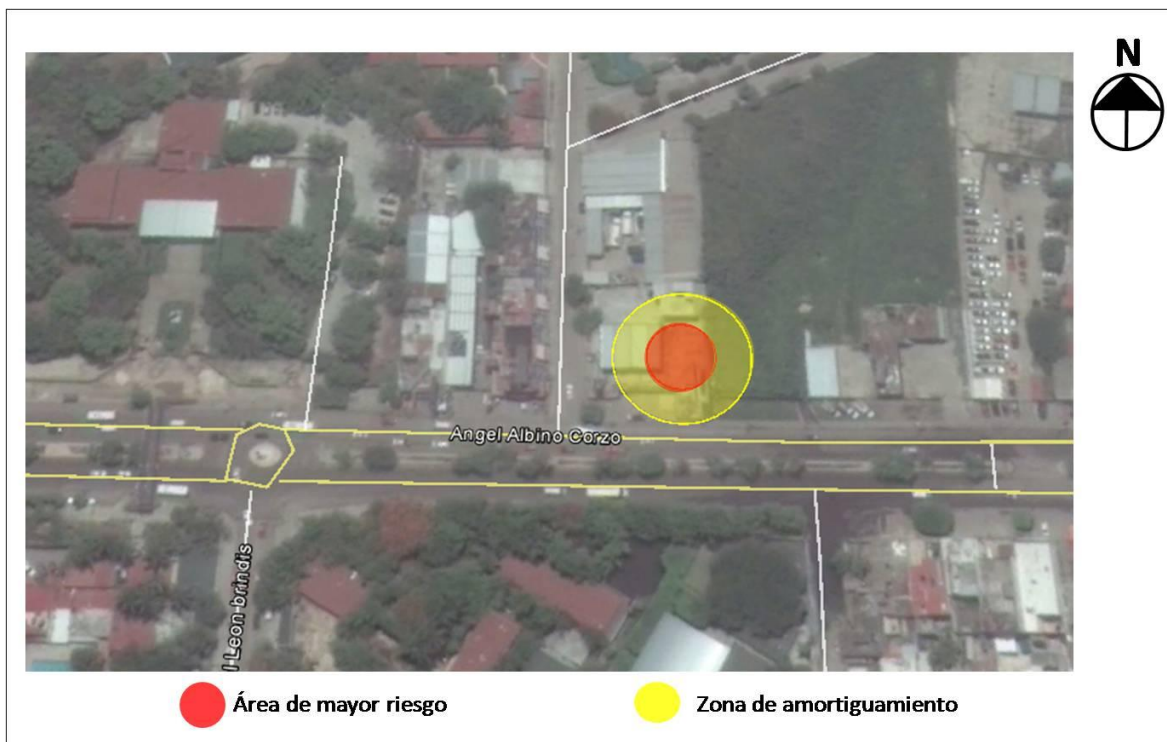 N
Angel Albino Corzo
l Leon brindis
Área de mayor riesgo
Zona de amortiguamiento